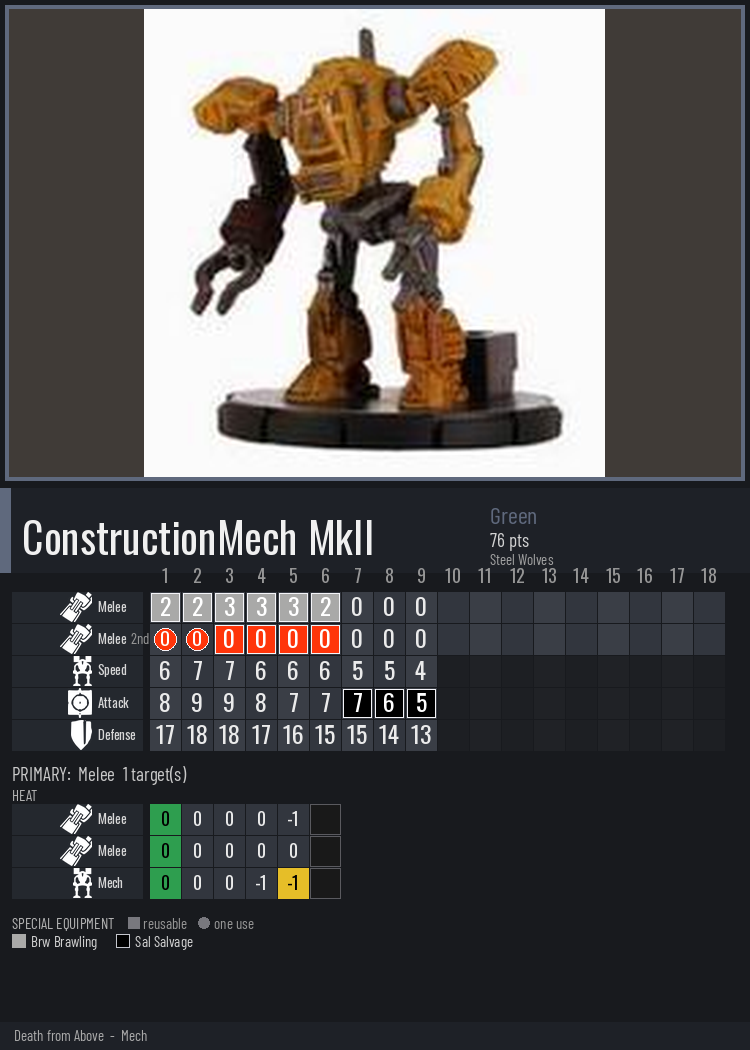 ConstructionMech MkII
Green
76 pts
Steel Wolves
1 2 3 4 5 6 7 8 9 10 11 12 13 14 15 16 17 18
Melee 2 2 3 3 3 2 0 0 0
Melee 2nd 0 0 0 0 0 0 0 0 0
Speed 6 7 7 6 6 6 5 5 4
Attack 8 9 9 8 7 7 7 6 5
Defense 17 18 18 17 16 15 15 14 13
PRIMARY: Melee 1 target(s)
HEAT
Melee 0 0 0 0 -1
Melee 0 0 0 0 0
Mech 0 0 0 -1 -1
SPECIAL EQUIPMENT reusable one use
Brw Brawling Sal Salvage
Death from Above - Mech